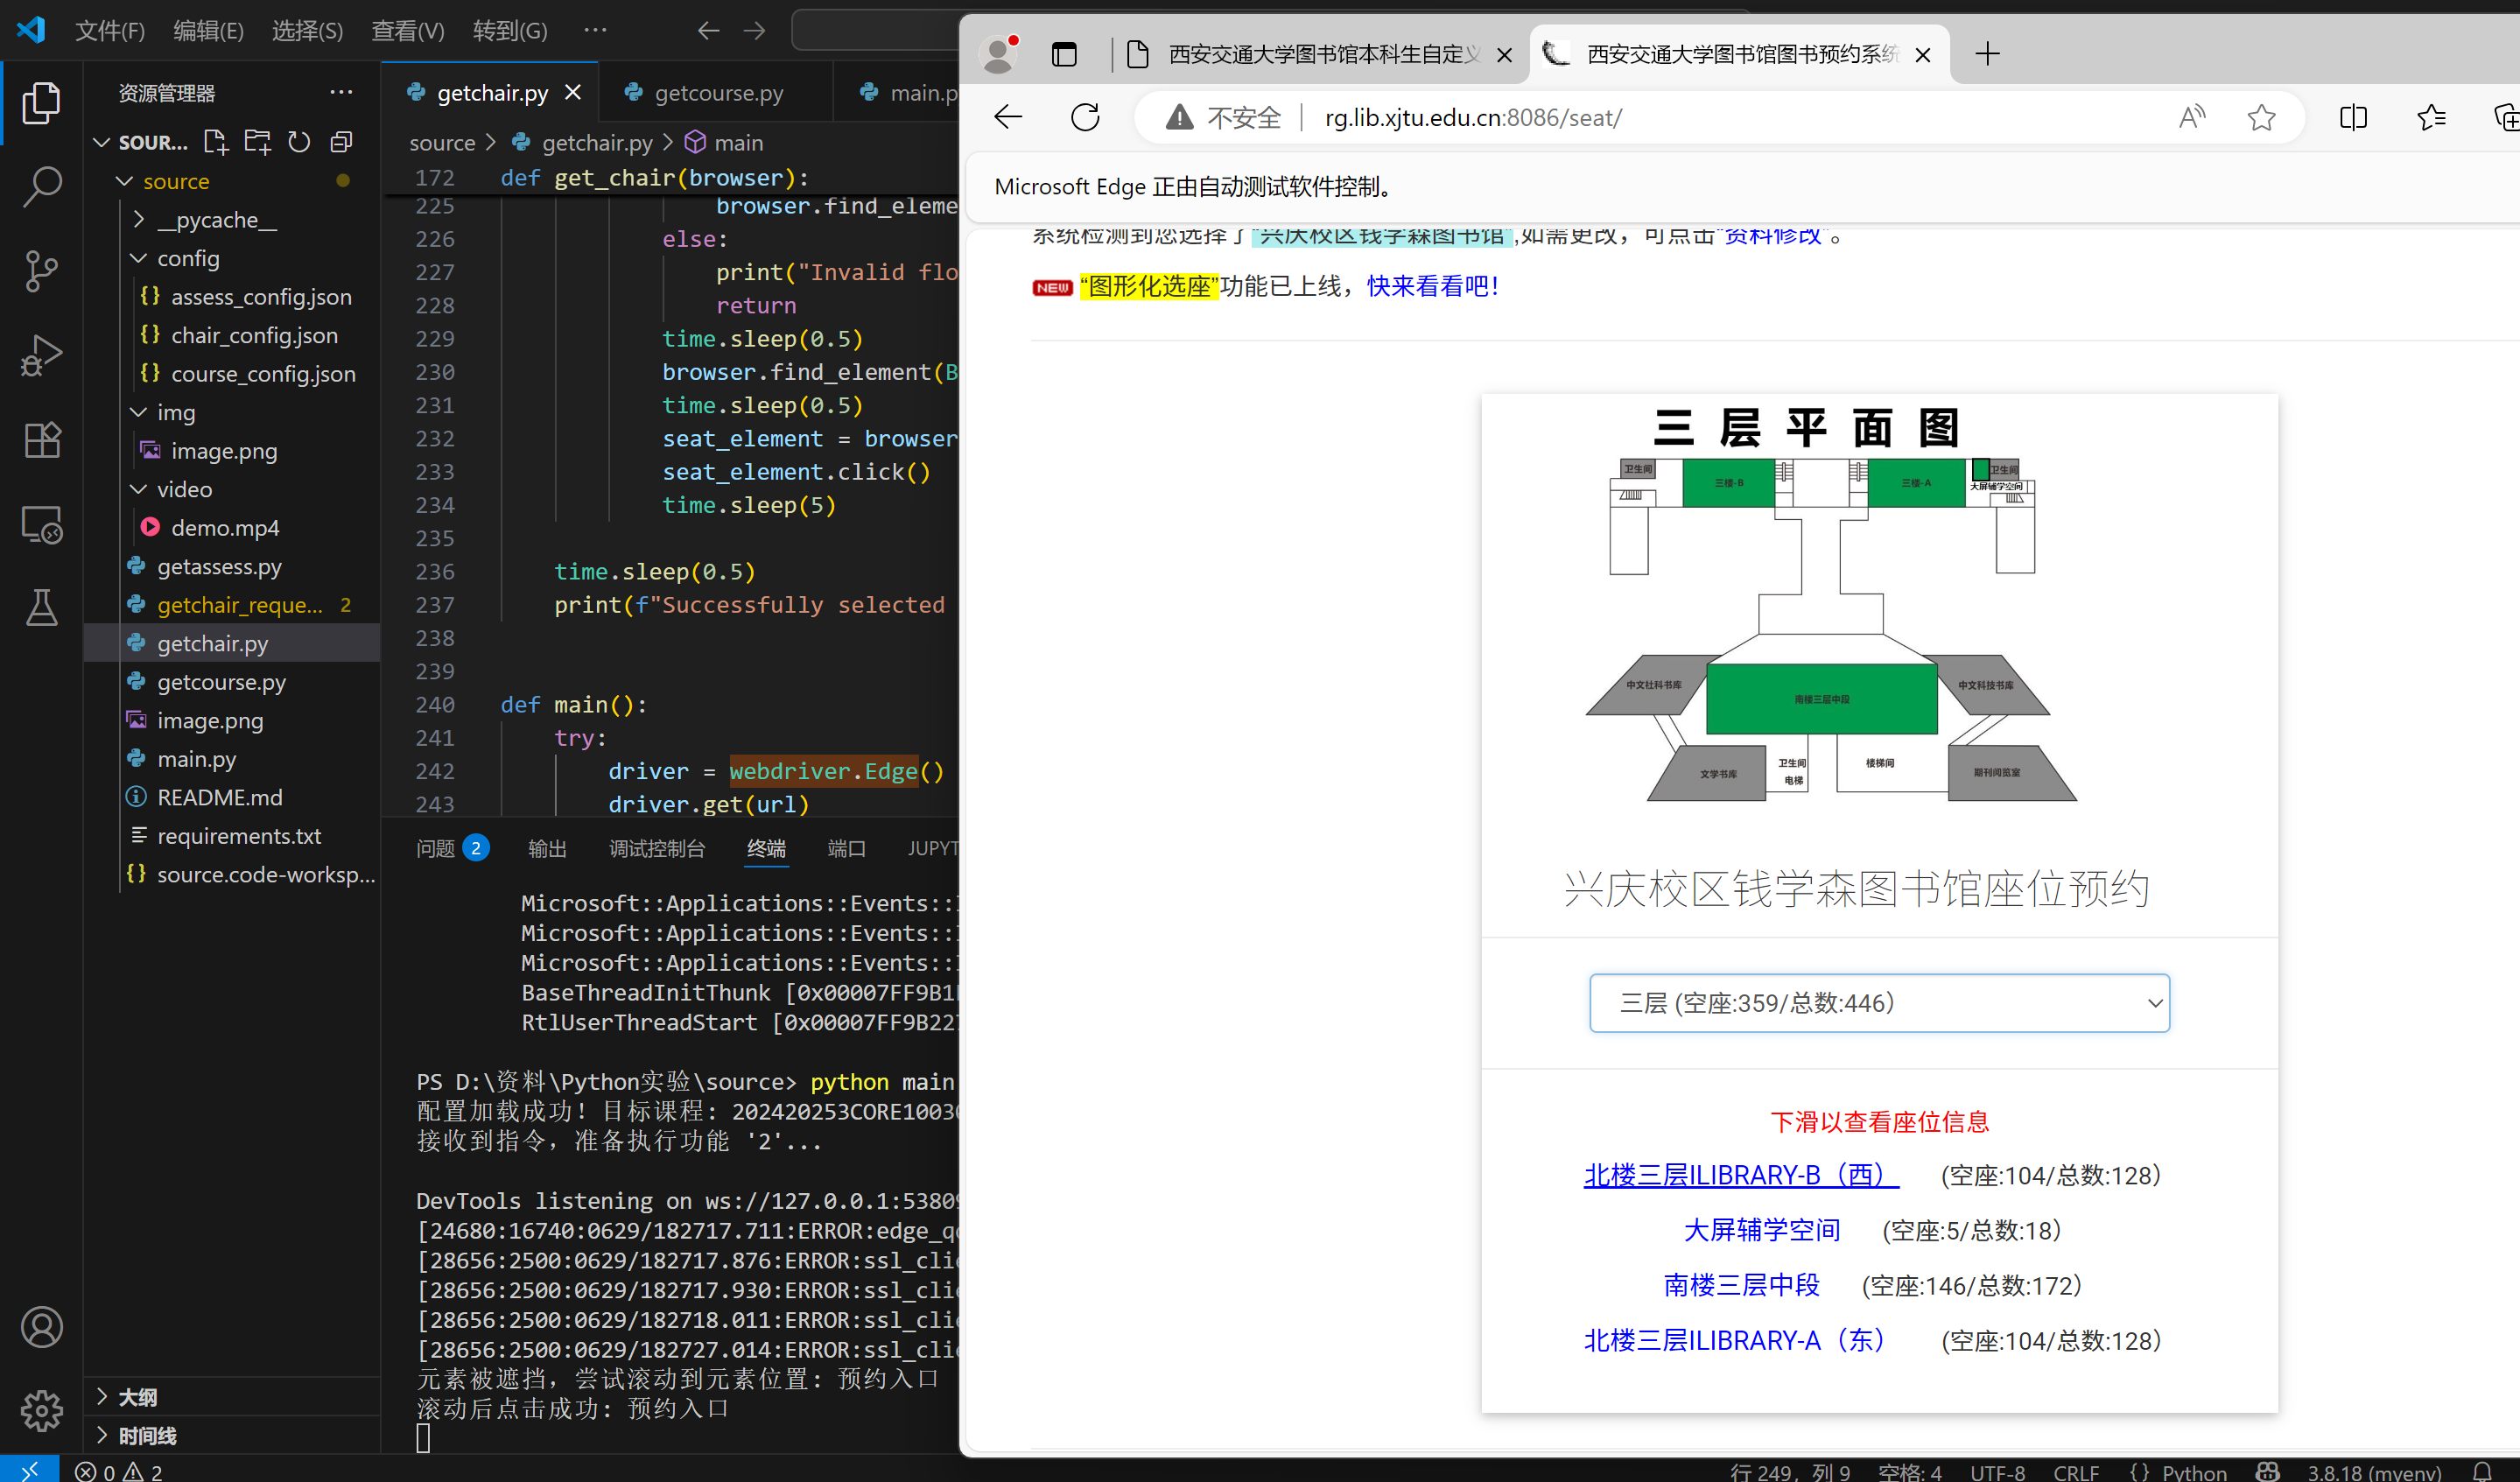 文件(F) 编辑(E) 选择(S) 查看(V) 转到(G) ···
资源管理器 ···
SOUR...
source
__pycache__
config
assess_config.json
chair_config.json
course_config.json
img
image.png
video
demo.mp4
getassess.py
getchair_reque... 2
getchair.py
getcourse.py
image.png
main.py
README.md
requirements.txt
source.code-worksp...
大纲
时间线
getchair.py getcourse.py main.p
source > getchair.py > main
172 def get_chair(browser):
225 browser.find_eleme
226 else:
227 print("Invalid flo
228 return
229 time.sleep(0.5)
230 browser.find_element(B
231 time.sleep(0.5)
232 seat_element = browser
233 seat_element.click()
234 time.sleep(5)
235
236 time.sleep(0.5)
237 print(f"Successfully selected
238
239
240 def main():
241 try:
242 driver = webdriver.Edge()
243 driver.get(url)
问题 2 输出 调试控制台 终端 端口 JUPYT
Microsoft::Applications::Events::
Microsoft::Applications::Events::
Microsoft::Applications::Events::
BaseThreadInitThunk [0x00007FF9B1
RtlUserThreadStart [0x00007FF9B227
PS D:\资料\Python实验\source> python main
配置加载成功! 目标课程: 202420253CORE1003
接收到指令, 准备执行功能 '2'...
DevTools listening on ws://127.0.0.1:5380
[24680:16740:0629/182717.711:ERROR:edge_q
[28656:2500:0629/182717.876:ERROR:ssl_clie
[28656:2500:0629/182717.930:ERROR:ssl_clie
[28656:2500:0629/182718.011:ERROR:ssl_clie
[28656:2500:0629/182727.014:ERROR:ssl_clie
元素被遮挡, 尝试滚动到元素位置: 预约入口
滚动后点击成功: 预约入口
西安交通大学图书馆本科生自定义 西安交通大学图书馆图书预约系统
不安全 rg.lib.xjtu.edu.cn:8086/seat/
Microsoft Edge 正由自动测试软件控制。
系统检测到您选择了“兴庆校区钱学森图书馆”,如需更改，可点击“资料修改”。
NEW “图形化选座”功能已上线，快来看看吧！
三层平面图
卫生间 三楼-B 三楼-A 卫生间
大屏辅学空间
中文社科书库 南楼三层中段 中文科技书库
文学书库 卫生间 电梯 楼梯间 期刊阅览室
兴庆校区钱学森图书馆座位预约
三层 (空座:359/总数:446）
下滑以查看座位信息
北楼三层ILIBRARY-B（西） (空座:104/总数:128）
大屏辅学空间 (空座:5/总数:18）
南楼三层中段 (空座:146/总数:172）
北楼三层ILIBRARY-A（东） (空座:104/总数:128）
0 2 行 249，列 9 空格: 4 UTF-8 CRLF {} Python 3.8.18 (myenv)